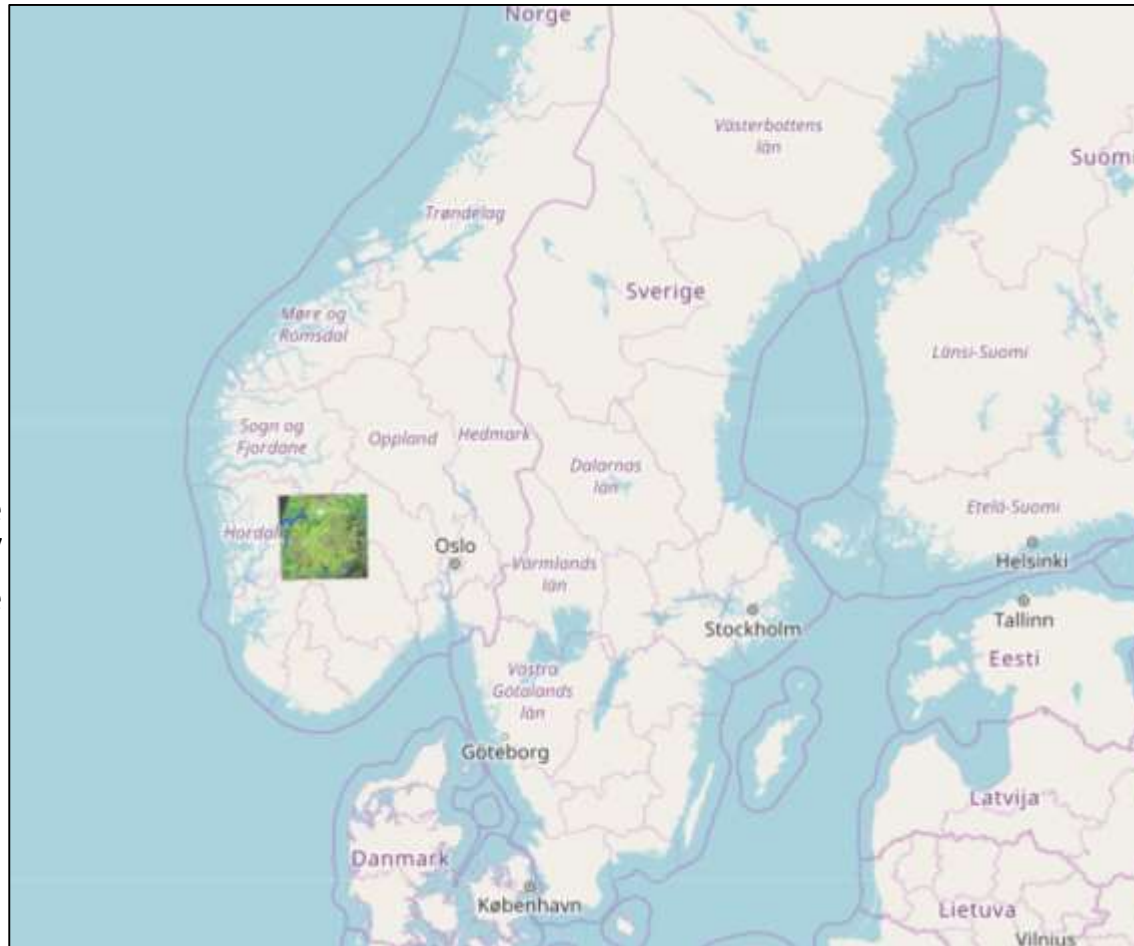 Norge
Västerbottens
län
Suomi
Trøndelag
Sverige
Møre og
Romsdal
Länsi-Suomi
Sogn og
Fjordane
Oppland
Hedmark
Dalarnas
län
Etelä-Suomi
Hordal
Oslo
Helsinki
Värmlands
län
Tallinn
Stockholm
Eesti
Västra
Götalands
län
Göteborg
Latvija
Danmark
København
Lietuva
Vilnius